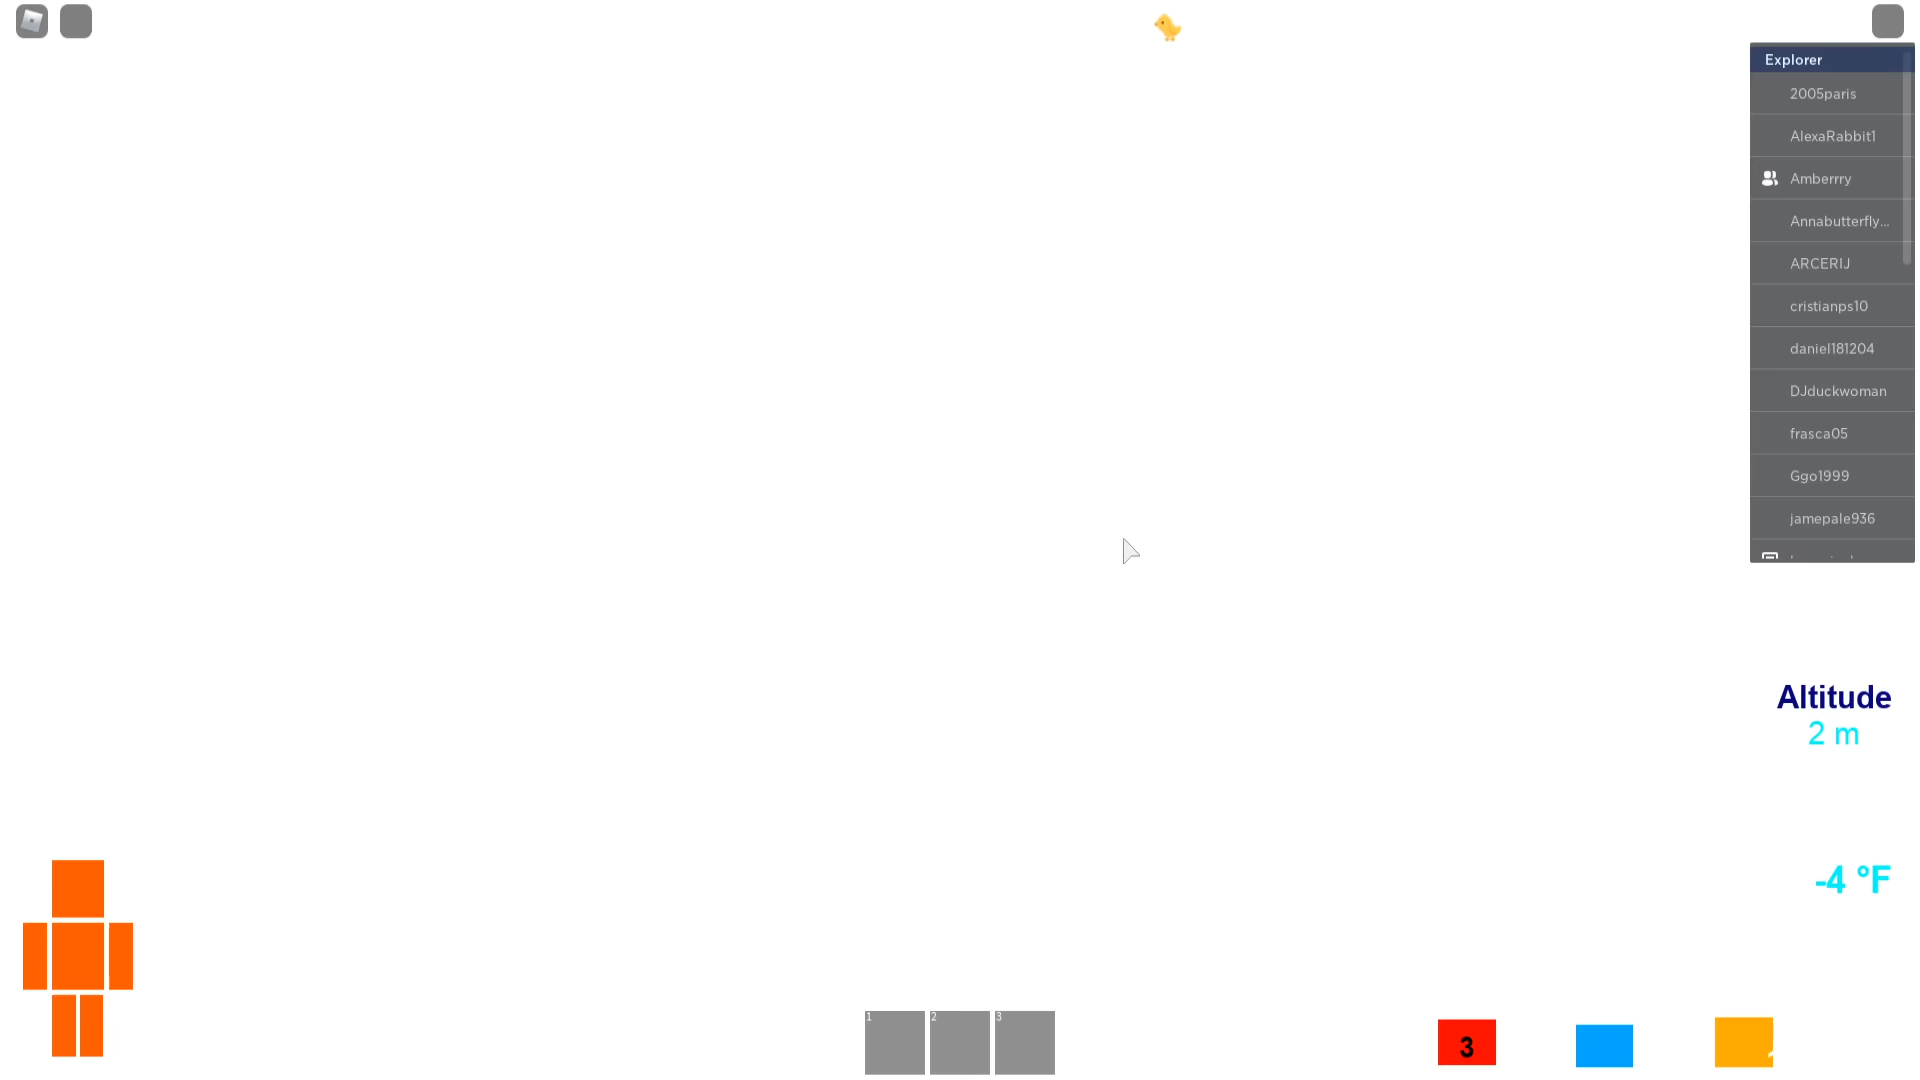 Explorer
2005paris
AlexaRabbit1
Amberrry
Annabutterfly...
ARCERIJ
cristianps10
daniel181204
DJduckwoman
frasca05
Ggo1999
jamepale936
Altitude
2 m
-4 °F
1 2 3
3